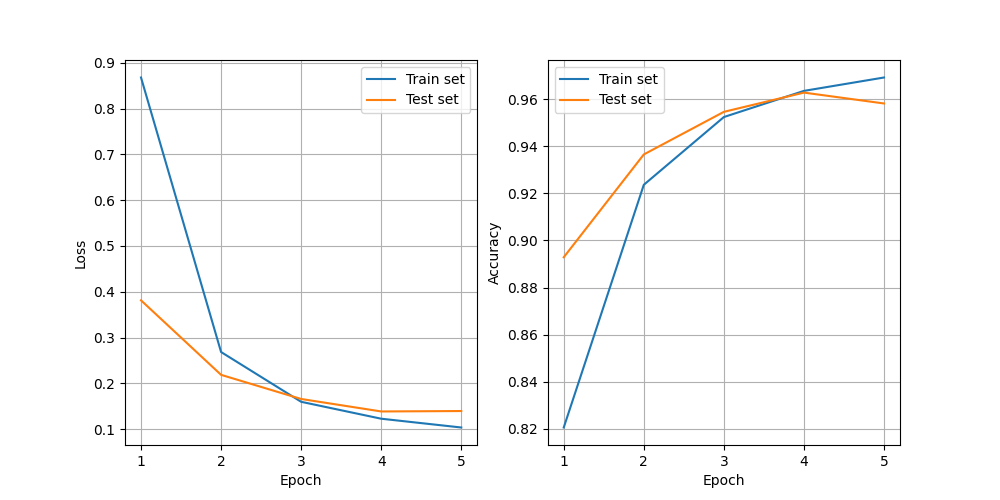 0.9
0.8
0.7
0.6
0.5
0.4
0.3
0.2
0.1
Loss
Train set
Test set
1 2 3 4 5
Epoch
0.96
0.94
0.92
0.90
0.88
0.86
0.84
0.82
Accuracy
Train set
Test set
1 2 3 4 5
Epoch